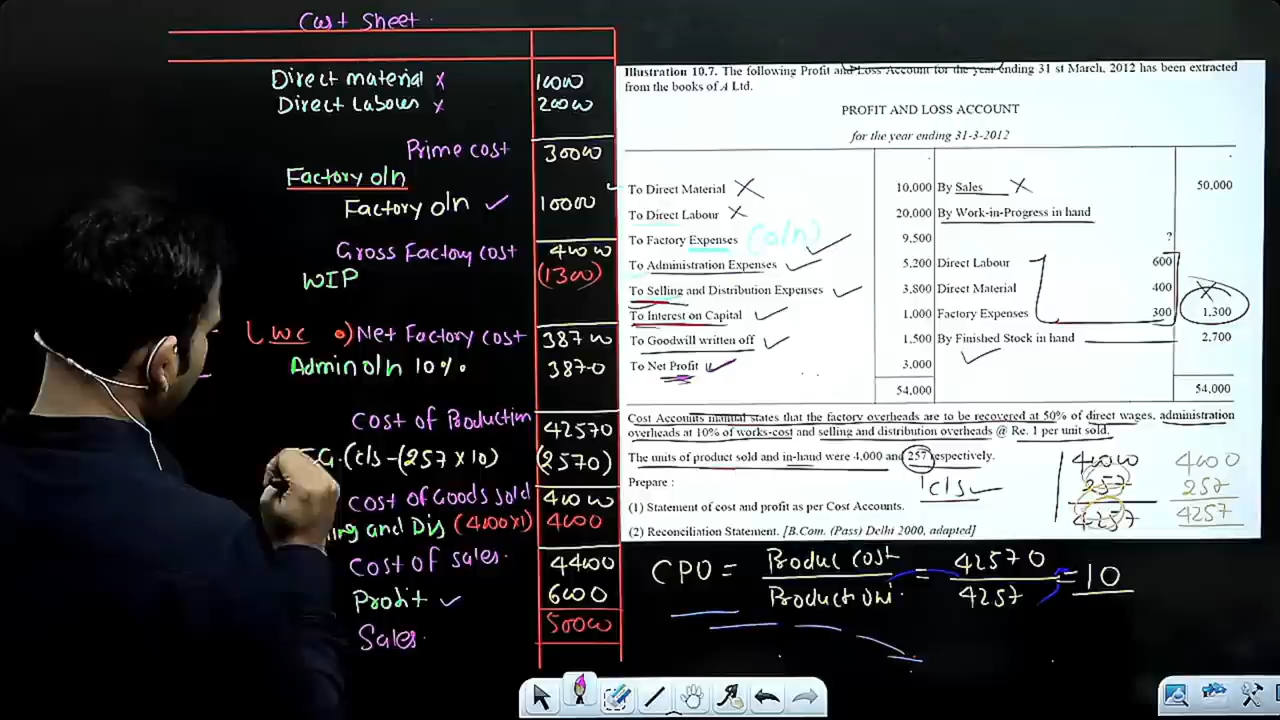 Cost Sheet
Direct material x 10000
Direct Labour x 20000
Prime cost 30000
Factory o/h
Factory o/h ✓ 10000
Gross Factory cost 40000
WIP (1300)
WC Net Factory cost 38700
Admin o/h 10% 3870
Cost of Production 42570
FG. (c/s - (257 x 10) (2570)
Cost of Goods sold 40000
ing and Dis (4000x1) 4000
Cost of sales. 44000
Profit ✓ 6000
Sales. 50000
Illustration 10.7. The following Profit and Loss Account for the year ending 31 st March, 2012 has been extracted
from the books of A Ltd.
PROFIT AND LOSS ACCOUNT
for the year ending 31-3-2012
To Direct Material 10,000 By Sales 50,000
To Direct Labour 20,000 By Work-in-Progress in hand
To Factory Expenses (o/h) 9,500 ?
To Administration Expenses 5,200 Direct Labour 600
To Selling and Distribution Expenses 3,800 Direct Material 400
To Interest on Capital 1,000 Factory Expenses 300 1,300
To Goodwill written off 1,500 By Finished Stock in hand 2,700
To Net Profit 3,000
54,000 54,000
Cost Accounts manual states that the factory overheads are to be recovered at 50% of direct wages, administration
overheads at 10% of works-cost and selling and distribution overheads @ Re. 1 per unit sold.
The units of product sold and in-hand were 4,000 and 257 respectively.
Prepare :
(1) Statement of cost and profit as per Cost Accounts.
(2) Reconciliation Statement. [B.Com. (Pass) Delhi 2000, adapted]
c/s
4000 4000
257 257
4257 4257
CPU = Produc cost = 42570 = 10
Production uni. 4257